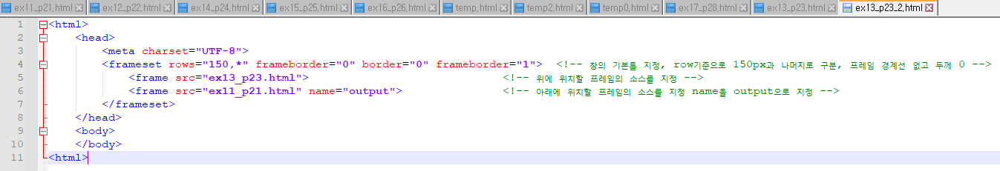 ex11_p21.html ex12_p22.html ex14_p24.html ex15_p25.html ex16_p26.html temp.html temp2.html temp0.html ex17_p28.html ex13_p23.html ex13_p23_2.html
1 <html>
2 <head>
3 <meta charset="UTF-8">
4 <frameset rows="150,*" frameborder="0" border="0" frameborder="1"> <!-- 창의 기본틀 지정, row기준으로 150px과 나머지로 구분, 프레임 경계선 없고 두께 0 -->
5 <frame src="ex13_p23.html"> <!-- 위에 위치할 프레임의 소스를 지정 -->
6 <frame src="ex11_p21.html" name="output"> <!-- 아래에 위치할 프레임의 소스를 지정 name을 output으로 지정 -->
7 </frameset>
8 </head>
9 <body>
10 </body>
11 <html>